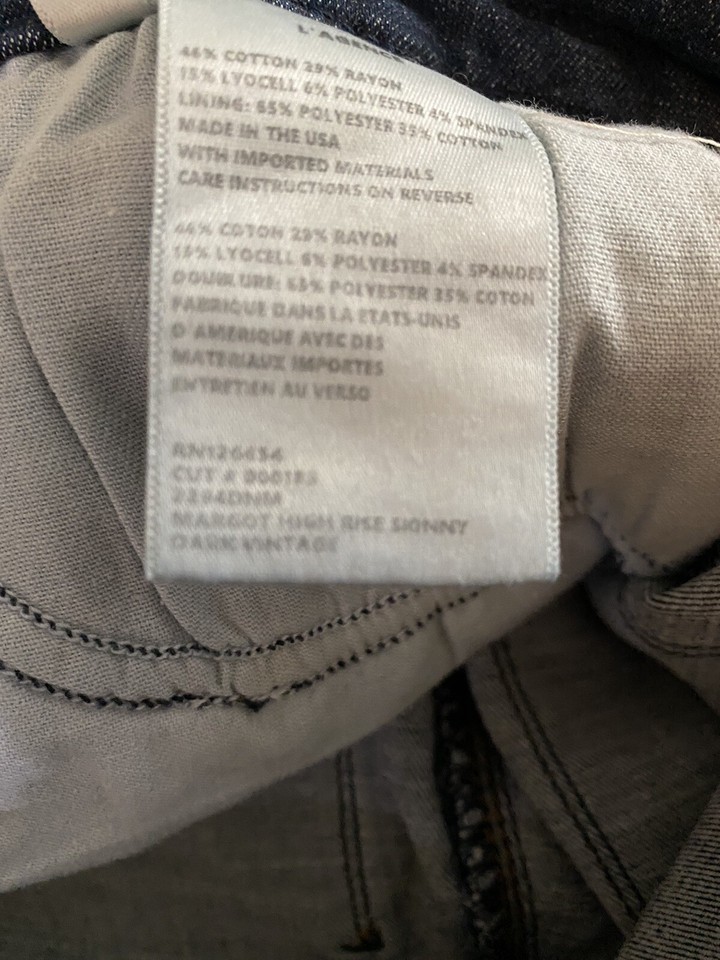 L'AGENCE
46% COTTON 29% RAYON
15% LYOCELL 6% POLYESTER 4% SPANDEX
LINING: 65% POLYESTER 35% COTTON
MADE IN THE USA
WITH IMPORTED MATERIALS
CARE INSTRUCTIONS ON REVERSE
46% COTON 29% RAYON
15% LYOCELL 6% POLYESTER 4% SPANDEX
DOUBLURE: 65% POLYESTER 35% COTON
FABRIQUE DANS LA ETATS-UNIS
D AMERIQUE AVEC DES
MATERIAUX IMPORTES
ENTRETIEN AU VERSO
CUT #
2294DNM
MARGOT HIGH RISE SKINNY
DARK VINTAGE